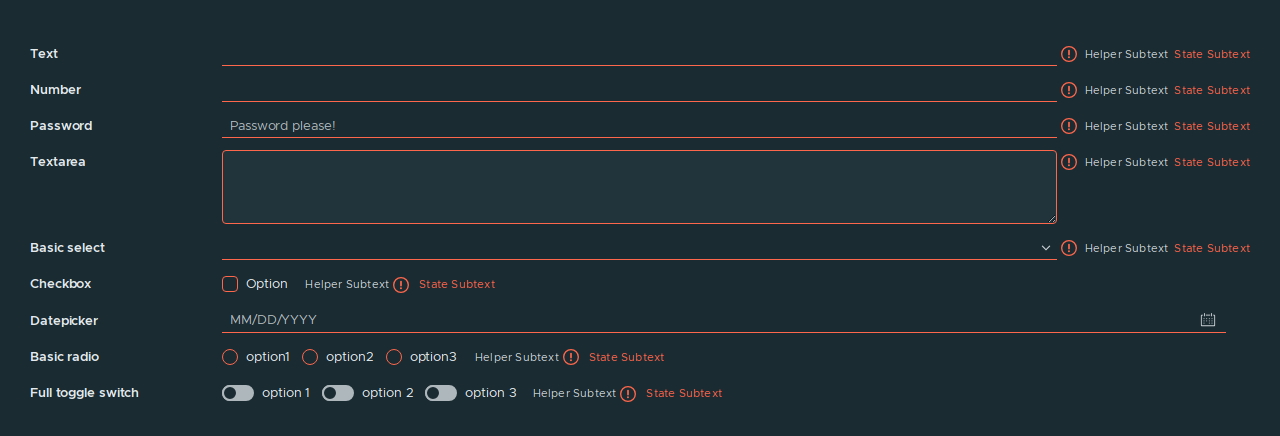 Text Helper Subtext State Subtext
Number Helper Subtext State Subtext
Password Password please! Helper Subtext State Subtext
Textarea Helper Subtext State Subtext
Basic select Helper Subtext State Subtext
Checkbox Option Helper Subtext State Subtext
Datepicker MM/DD/YYYY
Basic radio option1 option2 option3 Helper Subtext State Subtext
Full toggle switch option 1 option 2 option 3 Helper Subtext State Subtext